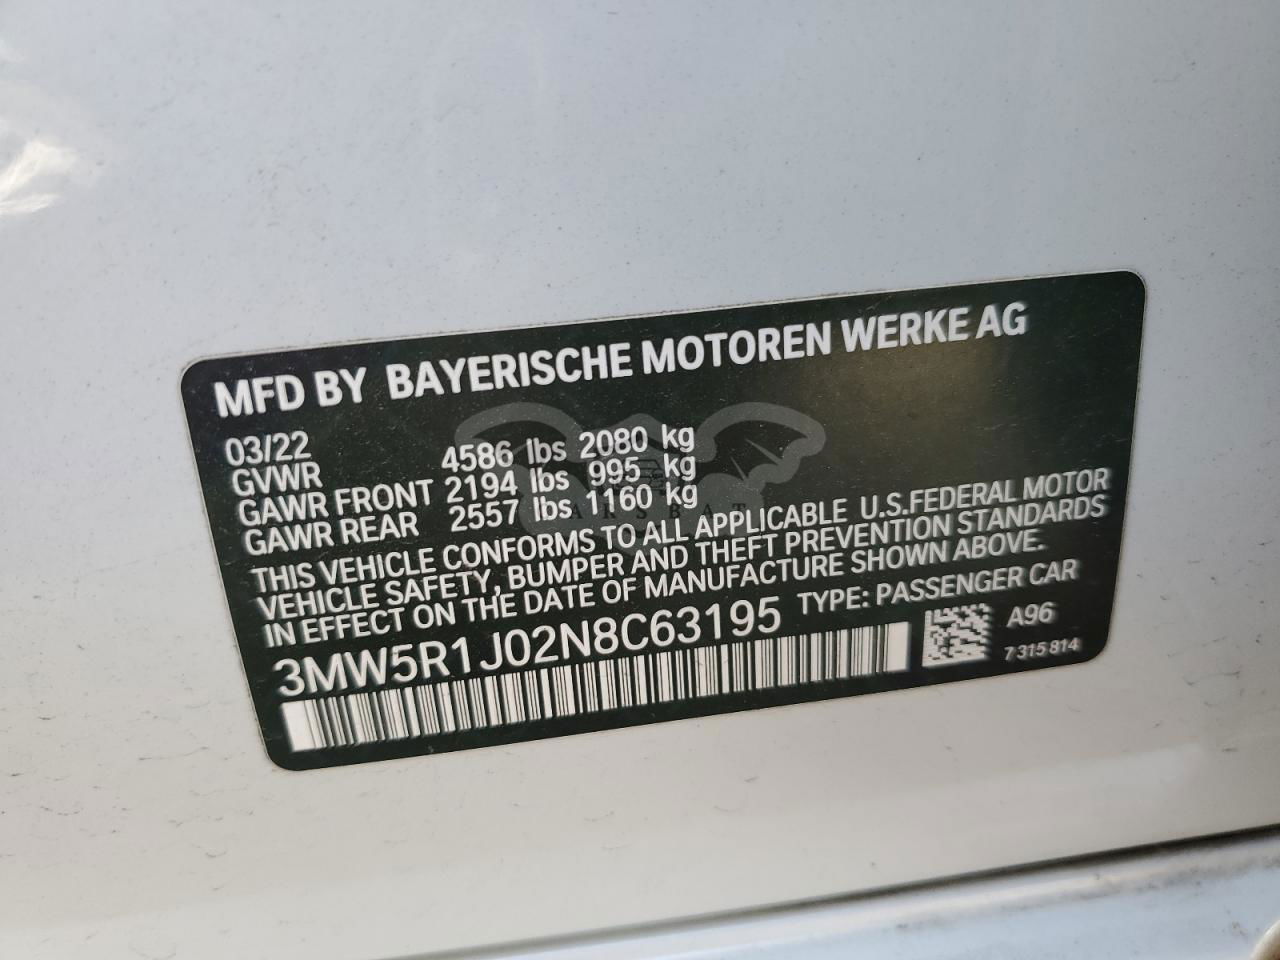 MFD BY BAYERISCHE MOTOREN WERKE AG
03/22
GVWR 4586 lbs 2080 kg
GAWR FRONT 2194 lbs 995 kg
GAWR REAR 2557 lbs 1160 kg
THIS VEHICLE CONFORMS TO ALL APPLICABLE U.S.FEDERAL MOTOR
VEHICLE SAFETY, BUMPER AND THEFT PREVENTION STANDARDS
IN EFFECT ON THE DATE OF MANUFACTURE SHOWN ABOVE.
3MW5R1J02N8C63195 TYPE: PASSENGER CAR
A96
7 315 814